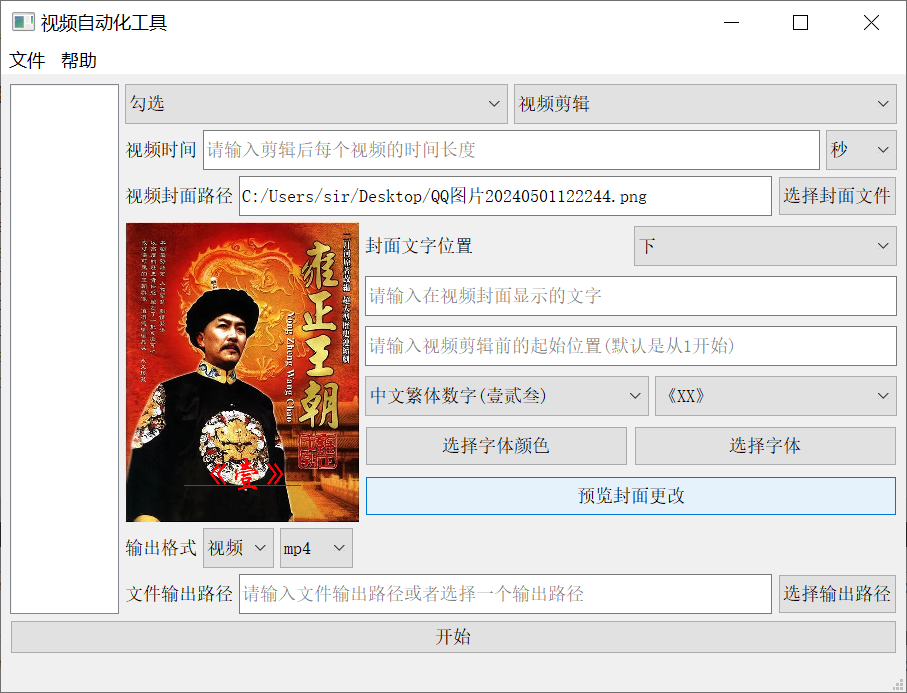 视频自动化工具
文件 帮助
勾选 视频剪辑
视频时间 请输入剪辑后每个视频的时间长度 秒
视频封面路径 C:/Users/sir/Desktop/QQ图片20240501122244.png 选择封面文件
雍正王朝
Yong Zheng Wang Chao
《壹》
封面文字位置 下
请输入在视频封面显示的文字
请输入视频剪辑前的起始位置(默认是从1开始)
中文繁体数字(壹贰叁) 《XX》
选择字体颜色 选择字体
预览封面更改
输出格式 视频 mp4
文件输出路径 请输入文件输出路径或者选择一个输出路径 选择输出路径
开始